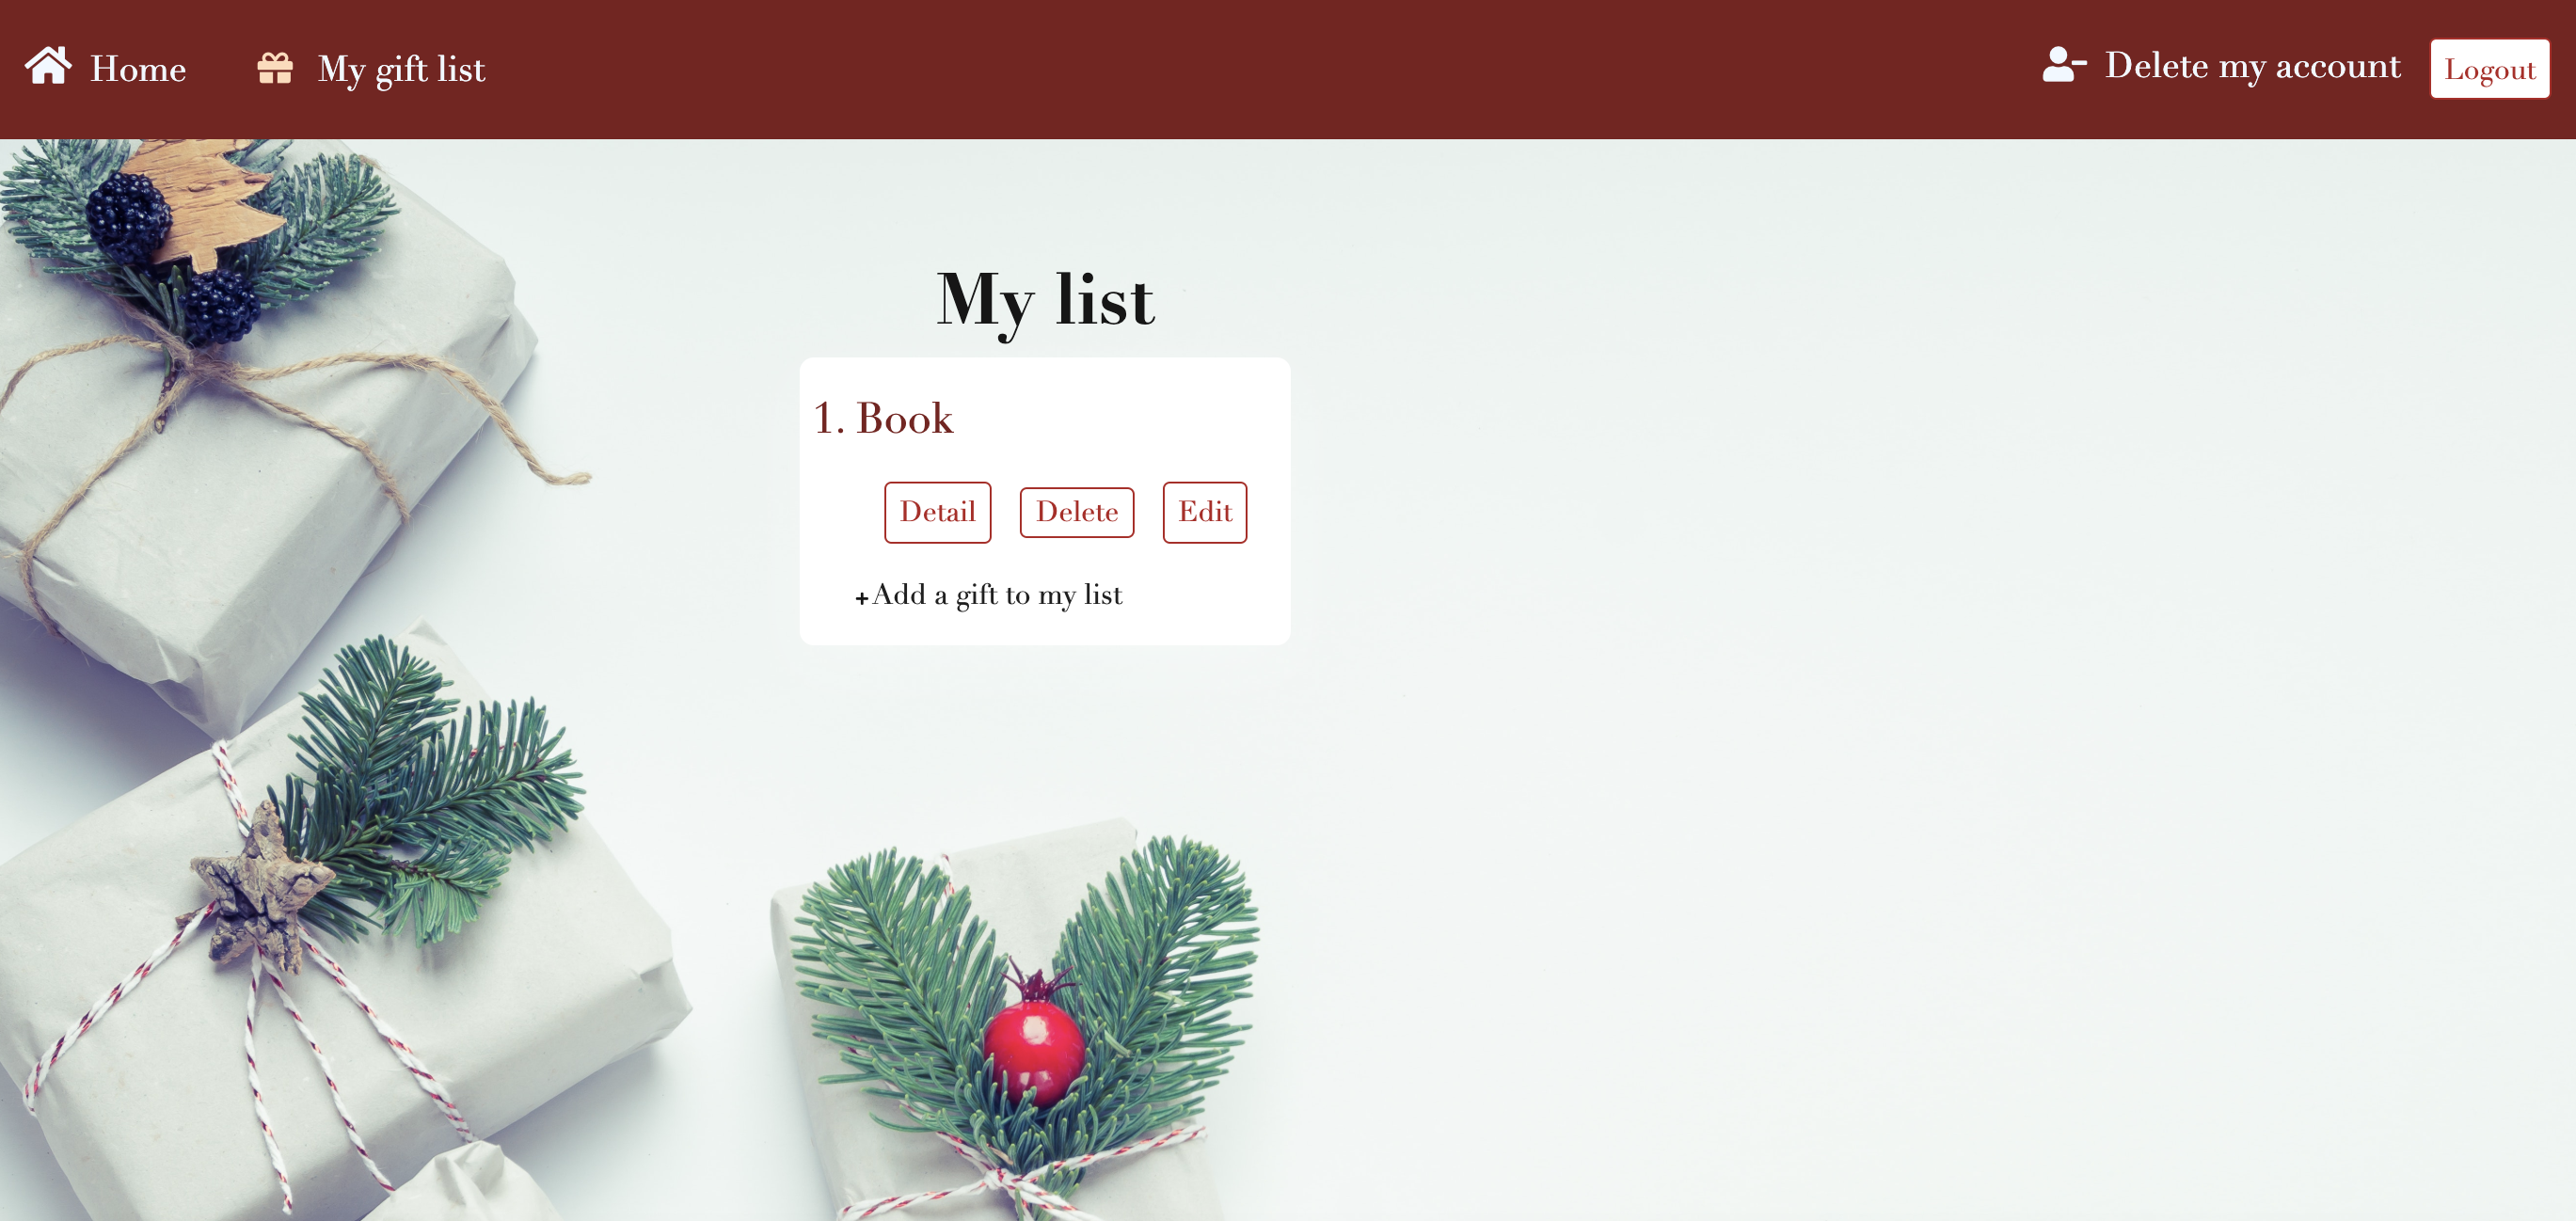 Home My gift list Delete my account Logout
My list
1. Book
Detail Delete Edit
+Add a gift to my list